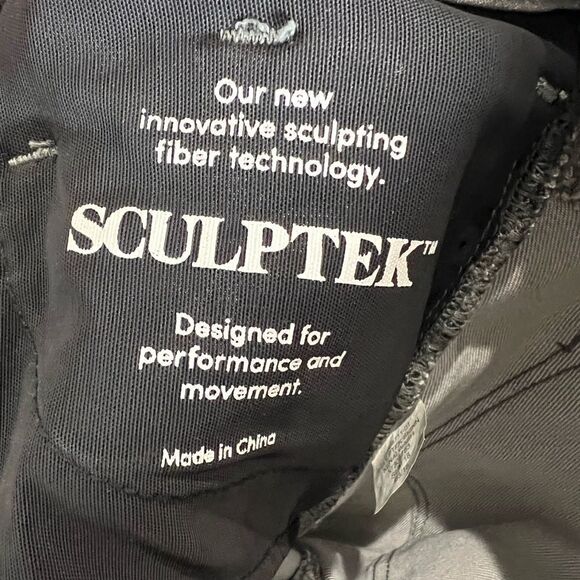 Our new
innovative sculpting
fiber technology.
SCULPTEK™
Designed for
performance and
movement.
Made in China